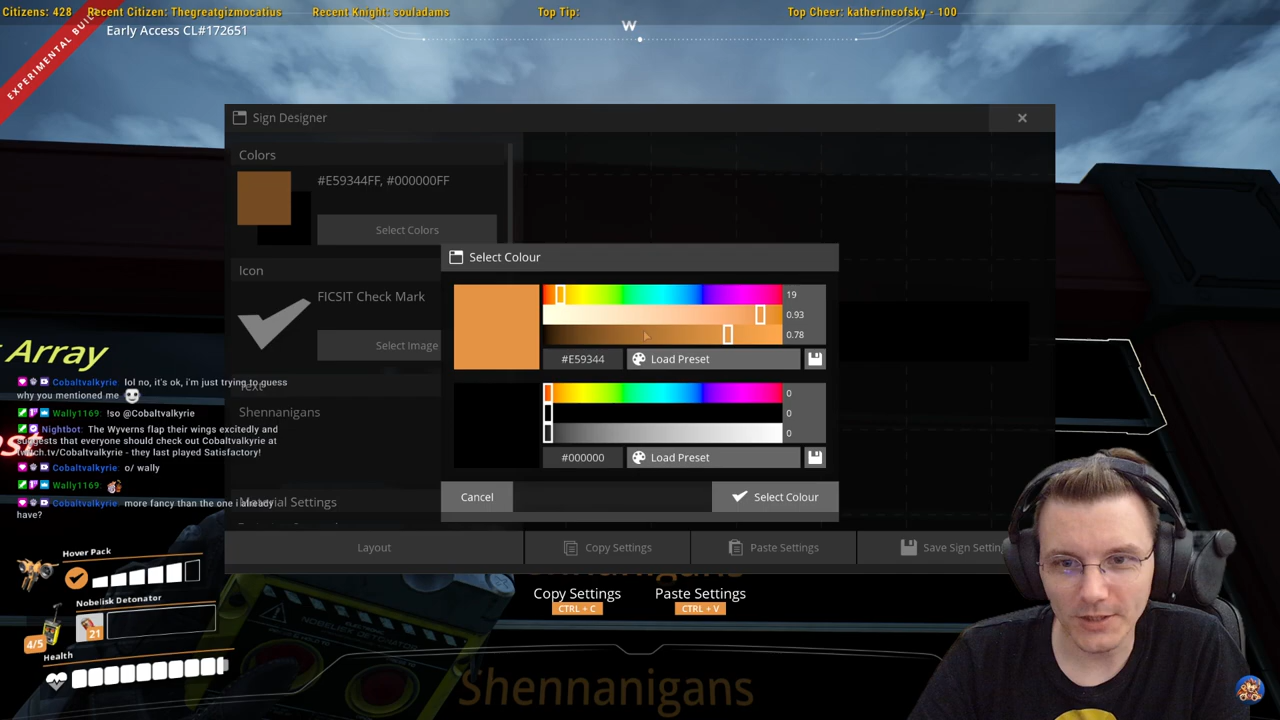 Citizens: 428
Recent Citizen: Thegreatgizmocatius
Recent Knight: souladams
Top Tip:
Top Cheer: katherineofsky - 100
Early Access CL#172651
W
EXPERIMENTAL BUIL
Sign Designer
Colors
#E59344FF, #000000FF
Select Colors
Icon
FICSIT Check Mark
Select Image
Text
Shennanigans
Material Settings
Select Colour
19
0.93
0.78
#E59344
Load Preset
0
0
0
#000000
Load Preset
Cancel
Select Colour
Layout
Copy Settings
Paste Settings
Save Sign Settin
Copy Settings
CTRL + C
Paste Settings
CTRL + V
Array
Cobaltvalkyrie: lol no, it's ok, i'm just trying to guess
why you mentioned me
Wally1169: !so @Cobaltvalkyrie
Nightbot: The Wyverns flap their wings excitedly and
suggests that everyone should check out Cobaltvalkyrie at
twitch.tv/Cobaltvalkyrie - they last played Satisfactory!
Cobaltvalkyrie: o/ wally
Wally1169:
Cobaltvalkyrie: more fancy than the one i already
have?
Hover Pack
Nobelisk Detonator
21
4/5
Health
NOBELISK DETONATOR
Shennanigans